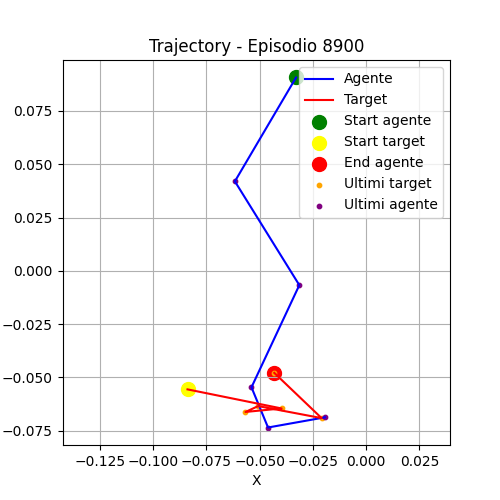 Trajectory - Episodio 8900
Agente
Target
Start agente
Start target
End agente
Ultimi target
Ultimi agente
0.075
0.050
0.025
0.000
−0.025
−0.050
−0.075
−0.125 −0.100 −0.075 −0.050 −0.025 0.000 0.025
X